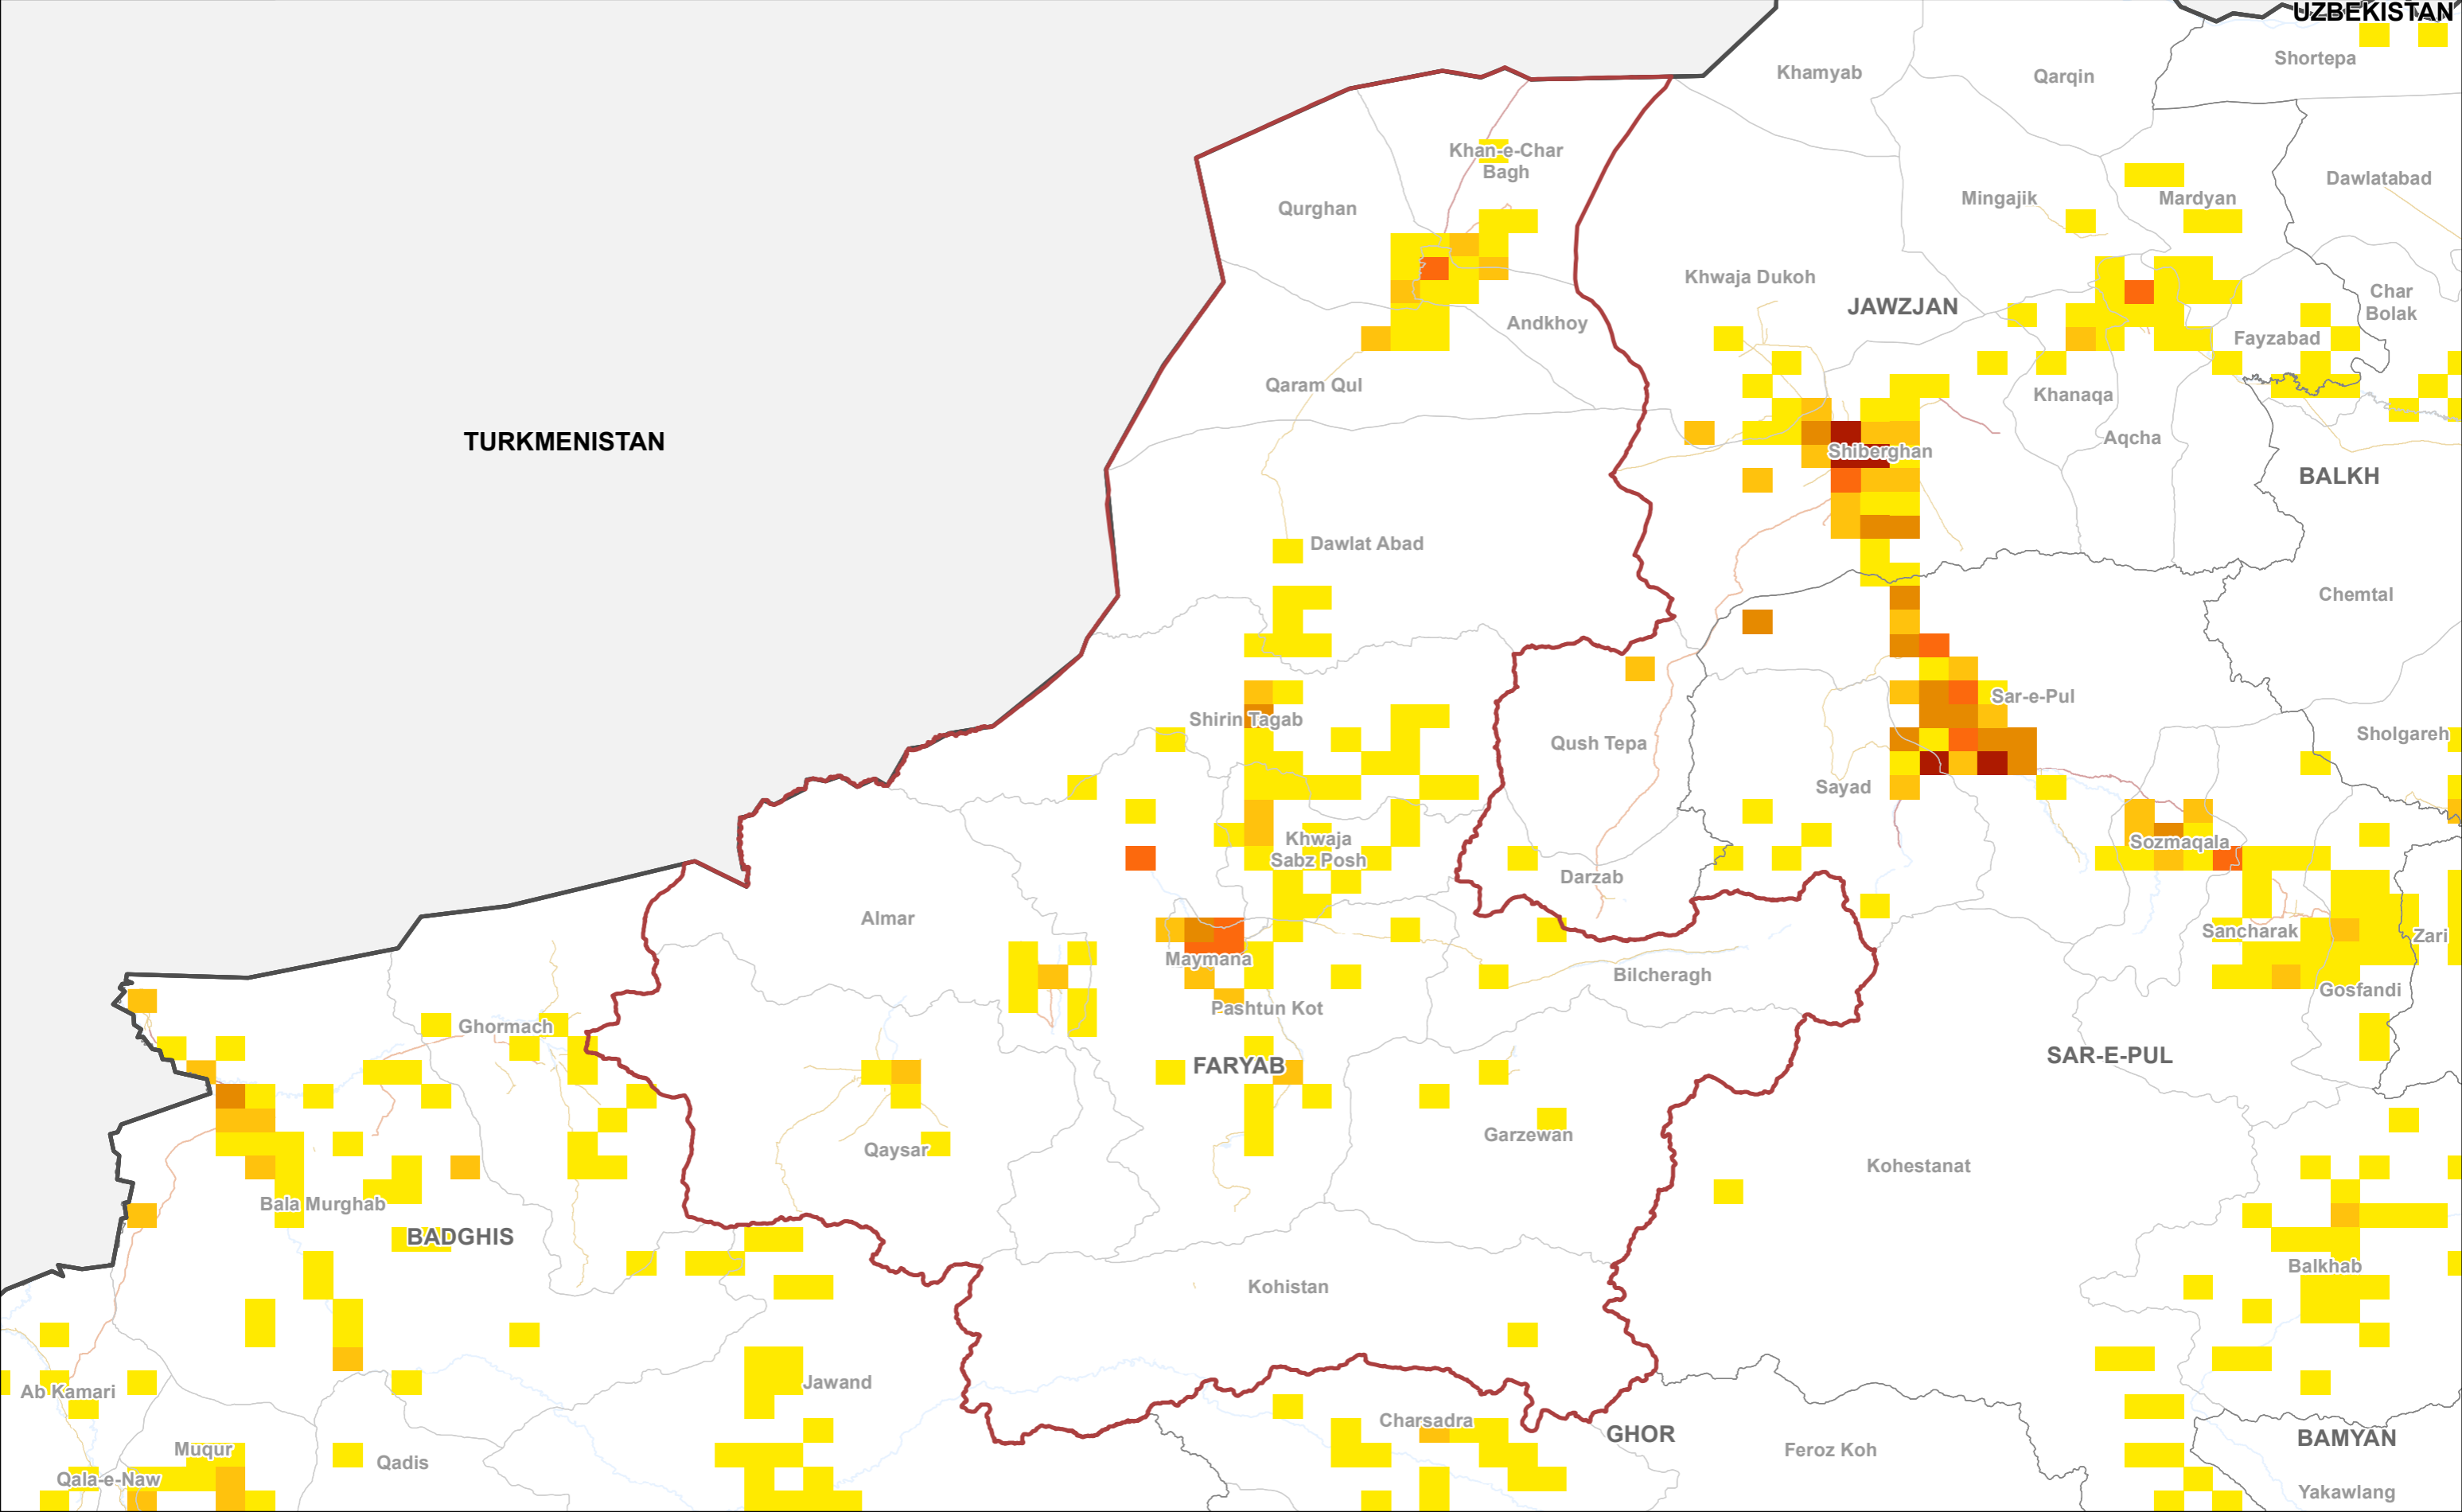 UZBEKISTAN
Shortepa
Khamyab
Qarqin
Khan-e-Char
Bagh
Dawlatabad
Qurghan
Mingajik
Mardyan
Khwaja Dukoh
JAWZJAN
Char
Bolak
Andkhoy
Fayzabad
Qaram Qul
Khanaqa
TURKMENISTAN
Aqcha
Shiberghan
BALKH
Dawlat Abad
Chemtal
Sar-e-Pul
Shirin Tagab
Qush Tepa
Sholgareh
Sayad
Khwaja
Sabz Posh
Sozmaqala
Darzab
Almar
Sancharak
Zari
Maymana
Bilcheragh
Gosfandi
Pashtun Kot
Ghormach
FARYAB
SAR-E-PUL
Garzewan
Qaysar
Kohestanat
Bala Murghab
BADGHIS
Balkhab
Kohistan
Jawand
Ab Kamari
Charsadra
GHOR
BAMYAN
Muqur
Feroz Koh
Qadis
Qala-e-Naw
Yakawlang